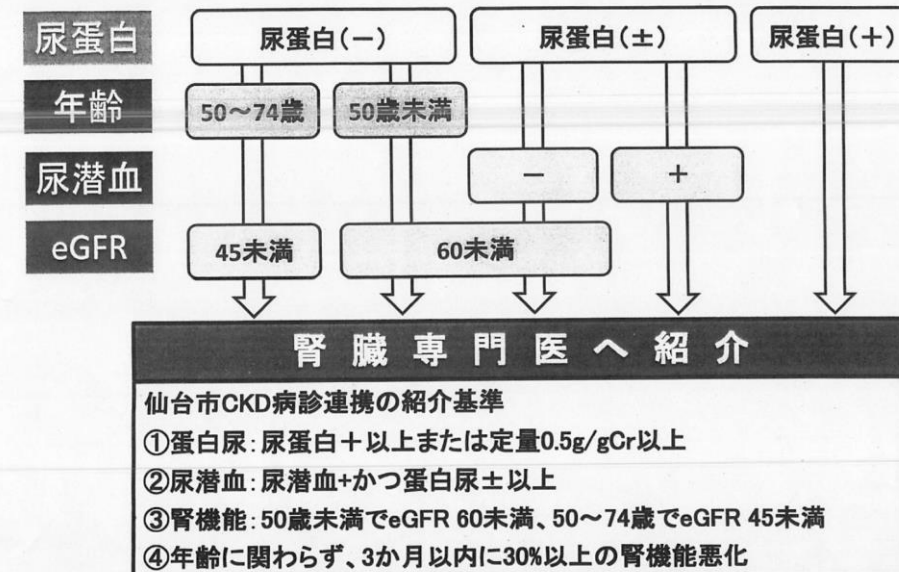 尿蛋白 尿蛋白(－) 尿蛋白(±) 尿蛋白(＋)
年齢 50～74歳 50歳未満
尿潜血 － ＋
eGFR 45未満 60未満
腎臓専門医へ紹介
仙台市CKD病診連携の紹介基準
①蛋白尿:尿蛋白＋以上または定量0.5g/gCr以上
②尿潜血:尿潜血+かつ蛋白尿±以上
③腎機能:50歳未満でeGFR 60未満、50～74歳でeGFR 45未満
④年齢に関わらず、3か月以内に30%以上の腎機能悪化